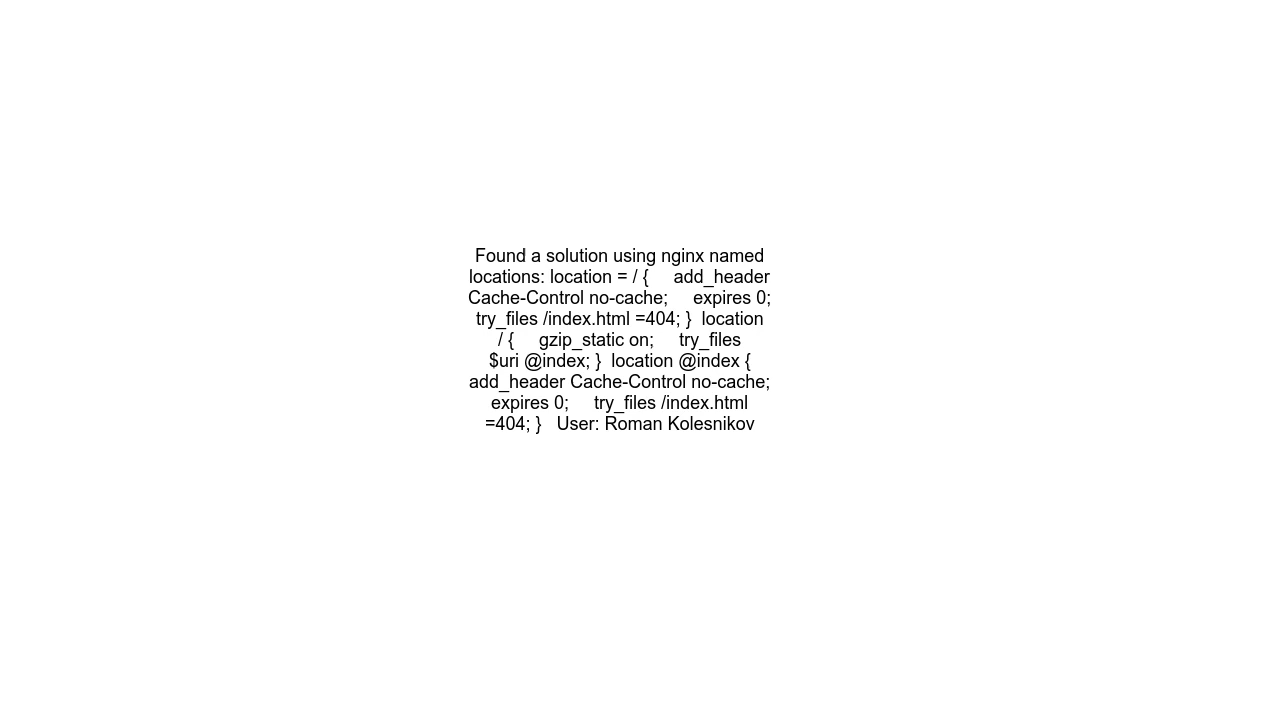 Found a solution using nginx named
locations: location = / {     add_header
Cache-Control no-cache;     expires 0;
try_files /index.html =404; }  location
/ {     gzip_static on;     try_files
$uri @index; }  location @index {
add_header Cache-Control no-cache;
expires 0;     try_files /index.html
=404; }   User: Roman Kolesnikov